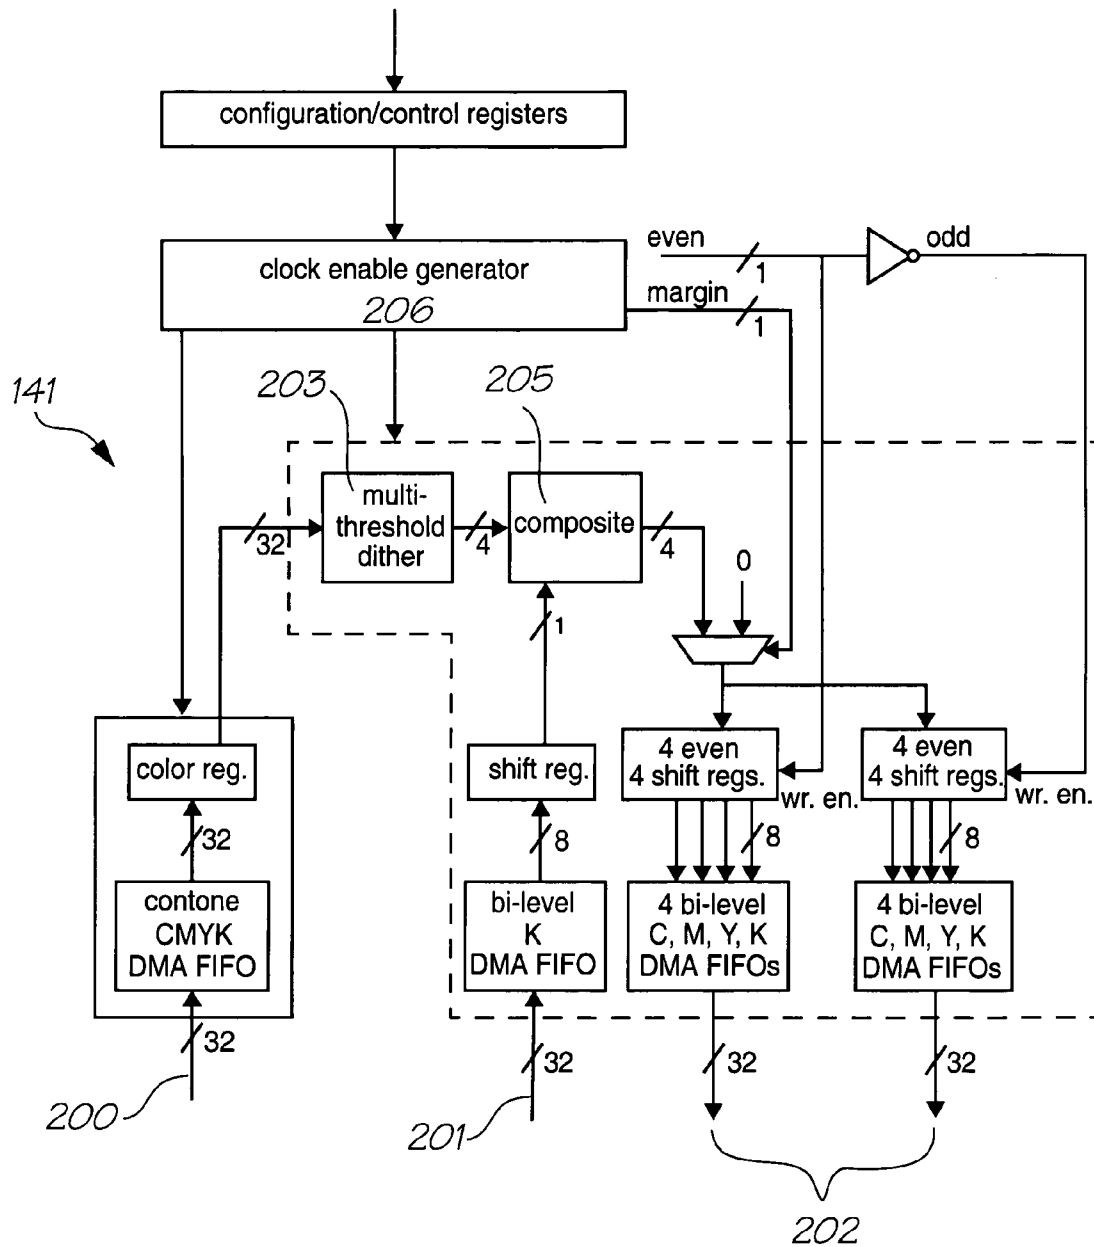 configuration/control registers
clock enable generator
206
even
1
odd
margin
1
141
203
205
multi-
threshold
dither
composite
32
4
4
0
1
color reg.
shift reg.
4 even
4 shift regs.
wr. en.
4 even
4 shift regs.
wr. en.
32
8
8
8
contone
CMYK
DMA FIFO
bi-level
K
DMA FIFO
4 bi-level
C, M, Y, K
DMA FIFOs
4 bi-level
C, M, Y, K
DMA FIFOs
32
32
32
32
200
201
202